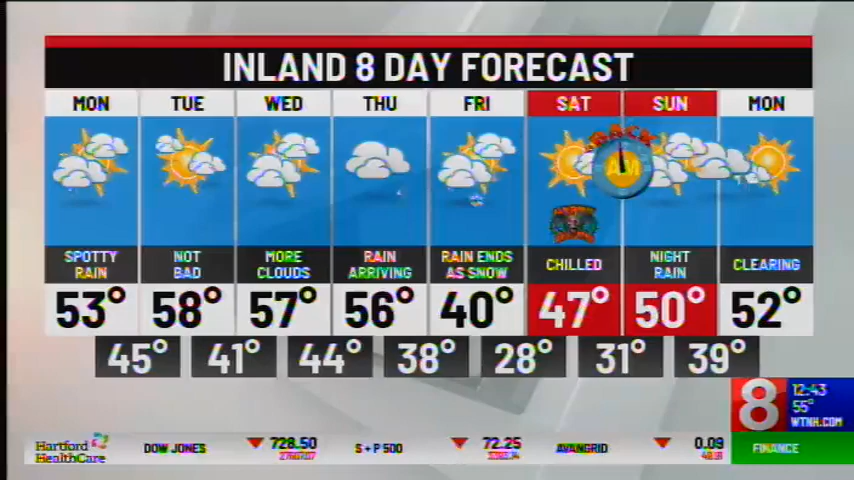 INLAND 8 DAY FORECAST
MON TUE WED THU FRI SAT SUN MON
BACK
AM
SPOTTY RAIN
NOT BAD
MORE CLOUDS
RAIN ARRIVING
RAIN ENDS AS SNOW
CHILLED
NIGHT RAIN
CLEARING
53° 58° 57° 56° 40° 47° 50° 52°
45° 41° 44° 38° 28° 31° 39°
8
12:43
55°
WTNH.COM
Hartford HealthCare
DOW JONES 728.50
S + P 500 72.25
AVANGRID 0.09
FINANCE